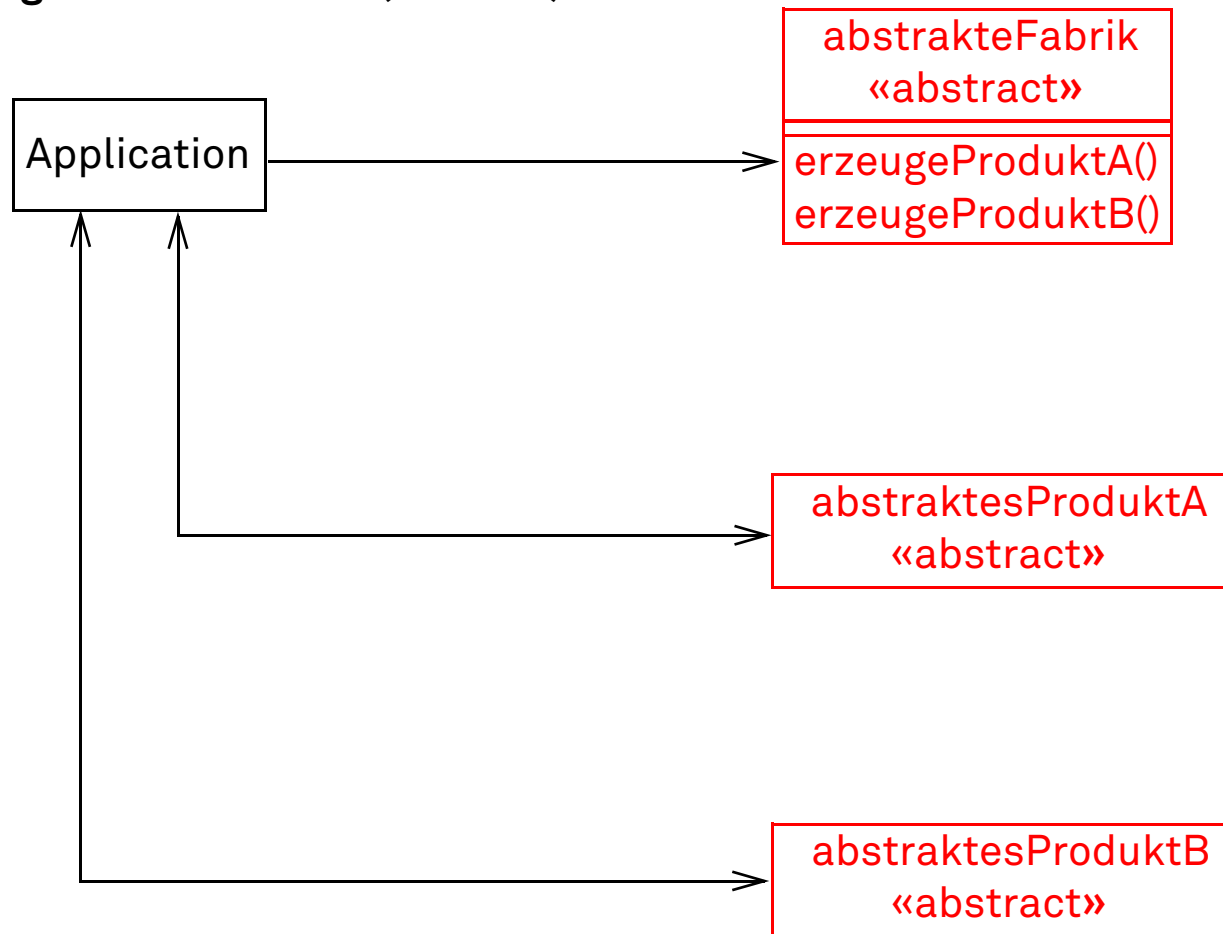 abstrakteFabrik
«abstract»
Application
erzeugeProduktA()
erzeugeProduktB()
abstraktesProduktA
«abstract»
abstraktesProduktB
«abstract»